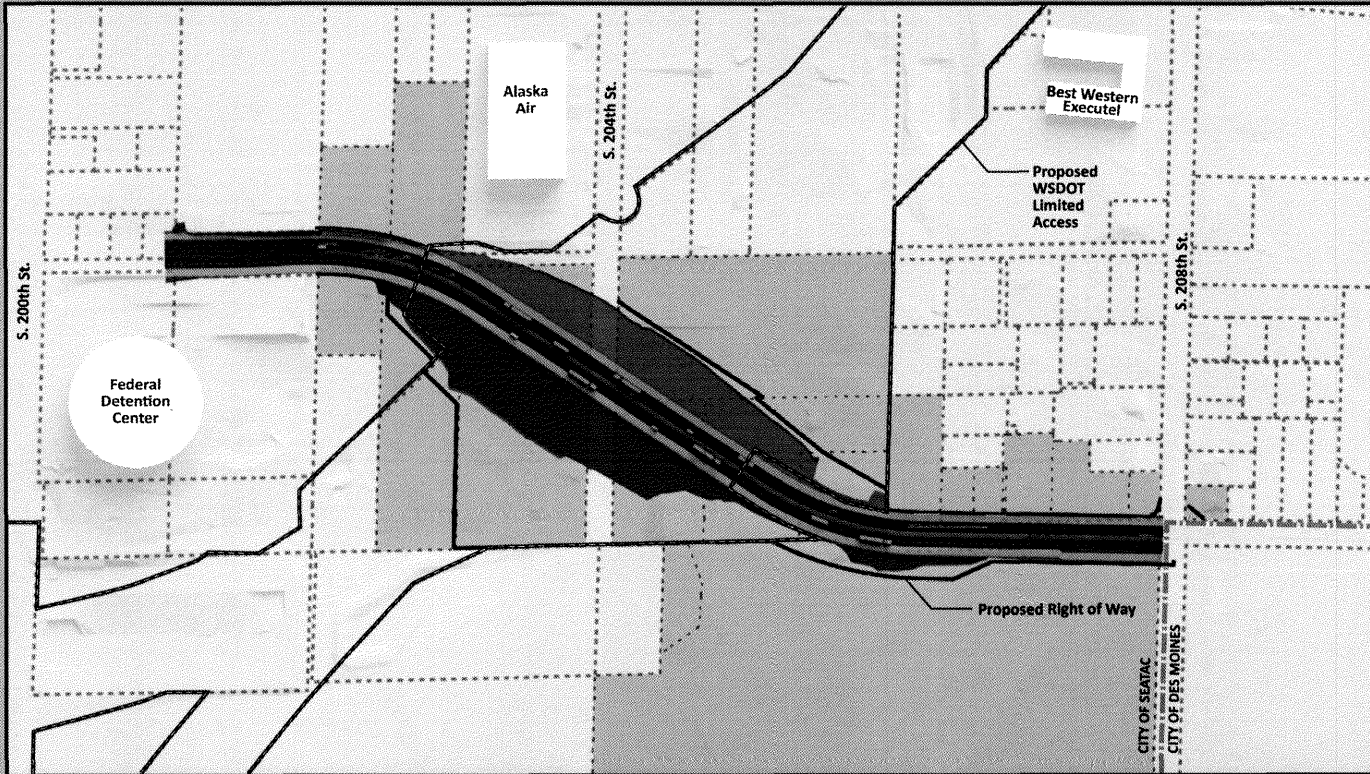 Alaska
Air
S. 204th St.
Best Western
Executel
Proposed
WSDOT
Limited
Access
S. 200th St.
S. 208th St.
Federal
Detention
Center
Proposed Right of Way
CITY OF SEATAC
CITY OF DES MOINES